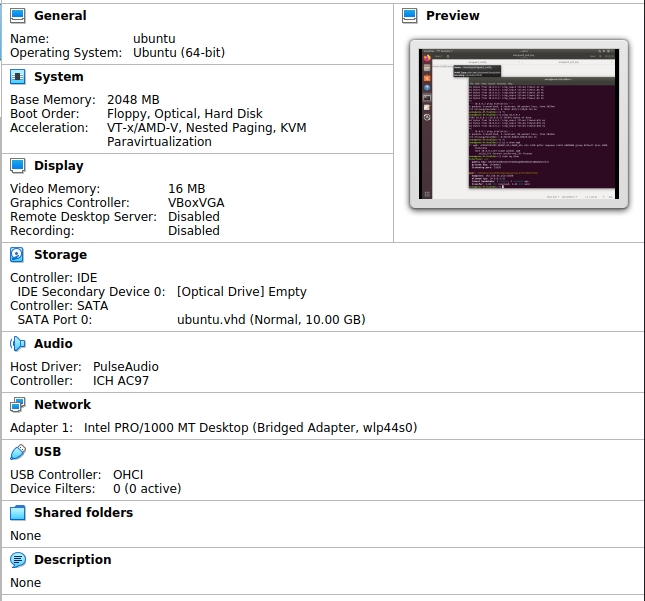 General
Name: ubuntu
Operating System: Ubuntu (64-bit)
System
Base Memory: 2048 MB
Boot Order: Floppy, Optical, Hard Disk
Acceleration: VT-x/AMD-V, Nested Paging, KVM
Paravirtualization
Display
Video Memory: 16 MB
Graphics Controller: VBoxVGA
Remote Desktop Server: Disabled
Recording: Disabled
Preview
Storage
Controller: IDE
IDE Secondary Device 0: [Optical Drive] Empty
Controller: SATA
SATA Port 0: ubuntu.vhd (Normal, 10.00 GB)
Audio
Host Driver: PulseAudio
Controller: ICH AC97
Network
Adapter 1: Intel PRO/1000 MT Desktop (Bridged Adapter, wlp44s0)
USB
USB Controller: OHCI
Device Filters: 0 (0 active)
Shared folders
None
Description
None